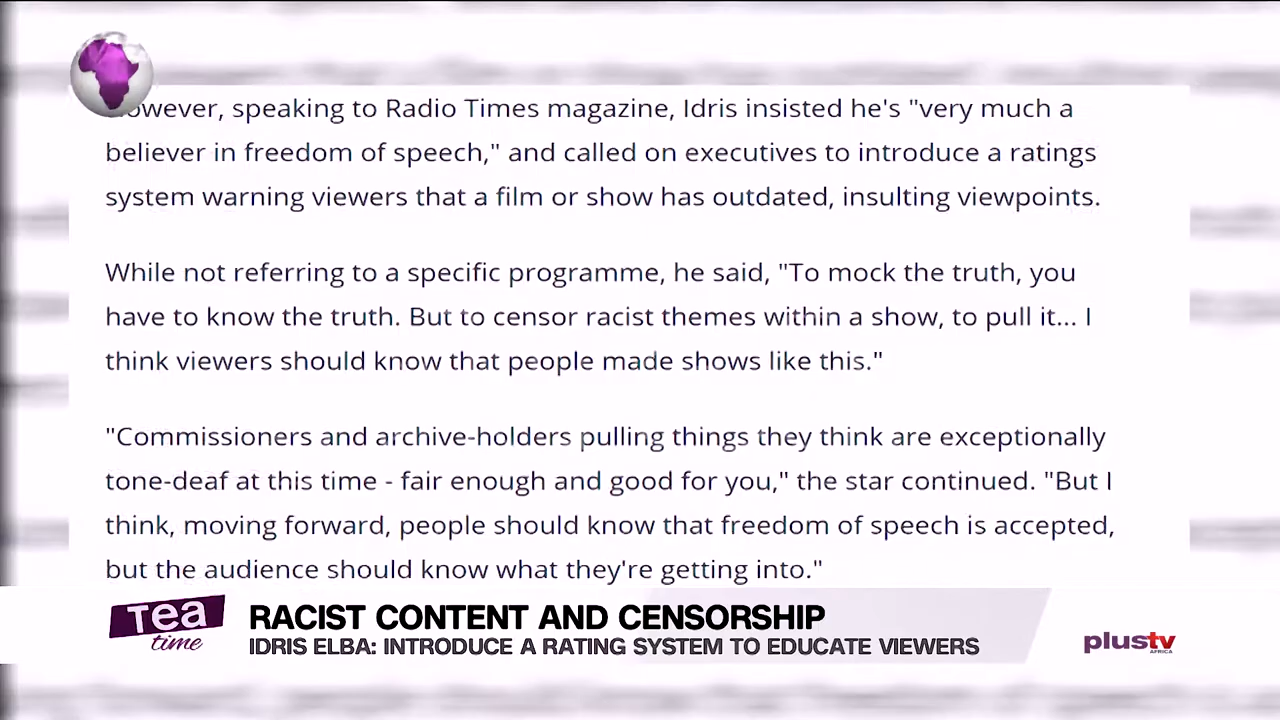 However, speaking to Radio Times magazine, Idris insisted he's "very much a
believer in freedom of speech," and called on executives to introduce a ratings
system warning viewers that a film or show has outdated, insulting viewpoints.
While not referring to a specific programme, he said, "To mock the truth, you
have to know the truth. But to censor racist themes within a show, to pull it... I
think viewers should know that people made shows like this."
"Commissioners and archive-holders pulling things they think are exceptionally
tone-deaf at this time - fair enough and good for you," the star continued. "But I
think, moving forward, people should know that freedom of speech is accepted,
but the audience should know what they're getting into."
Tea
time
RACIST CONTENT AND CENSORSHIP
IDRIS ELBA: INTRODUCE A RATING SYSTEM TO EDUCATE VIEWERS
plustv
AFRICA